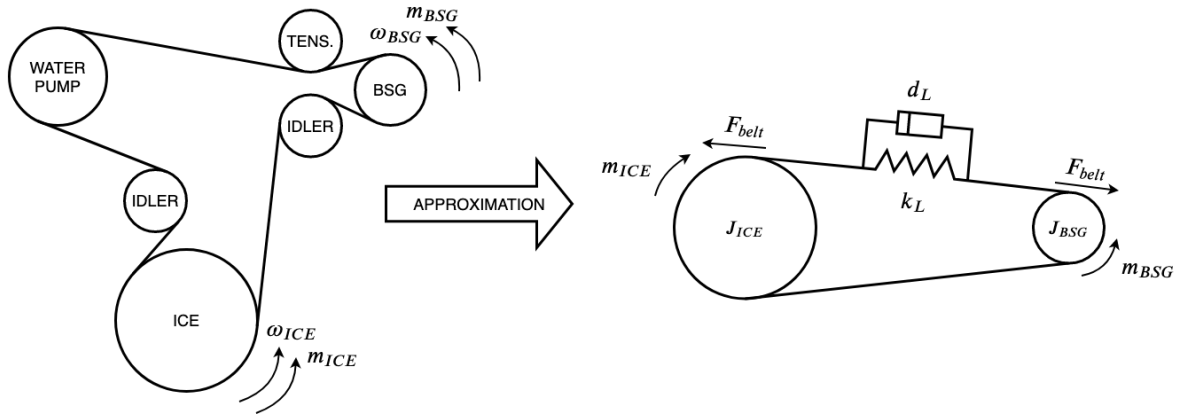 WATER
PUMP
TENS.
m_BSG
ω_BSG
BSG
IDLER
IDLER
ICE
ω_ICE
m_ICE
APPROXIMATION
d_L
F_belt
m_ICE
F_belt
k_L
J_ICE
J_BSG
m_BSG